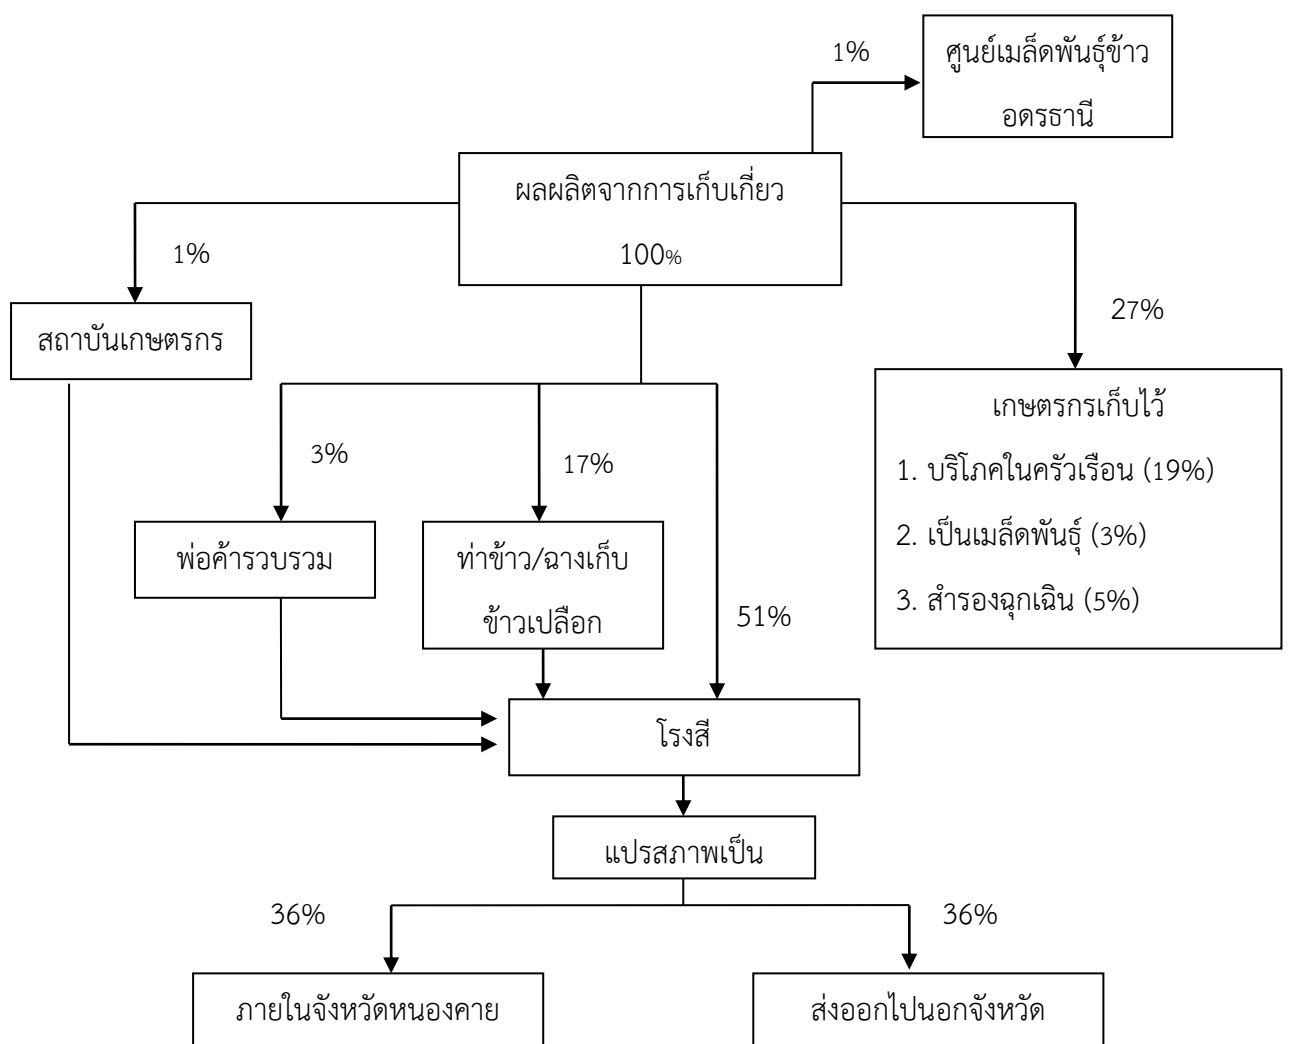 1%
ศูนย์เมล็ดพันธุ์ข้าว
อดรธานี
ผลผลิตจากการเก็บเกี่ยว
100%
1%
27%
สถาบันเกษตรกร
เกษตรกรเก็บไว้
1. บริโภคในครัวเรือน (19%)
2. เป็นเมล็ดพันธุ์ (3%)
3. สำรองฉุกเฉิน (5%)
3%
17%
51%
พ่อค้ารวบรวม
ท่าข้าว/ฉางเก็บ
ข้าวเปลือก
โรงสี
แปรสภาพเป็น
36%
36%
ภายในจังหวัดหนองคาย
ส่งออกไปนอกจังหวัด